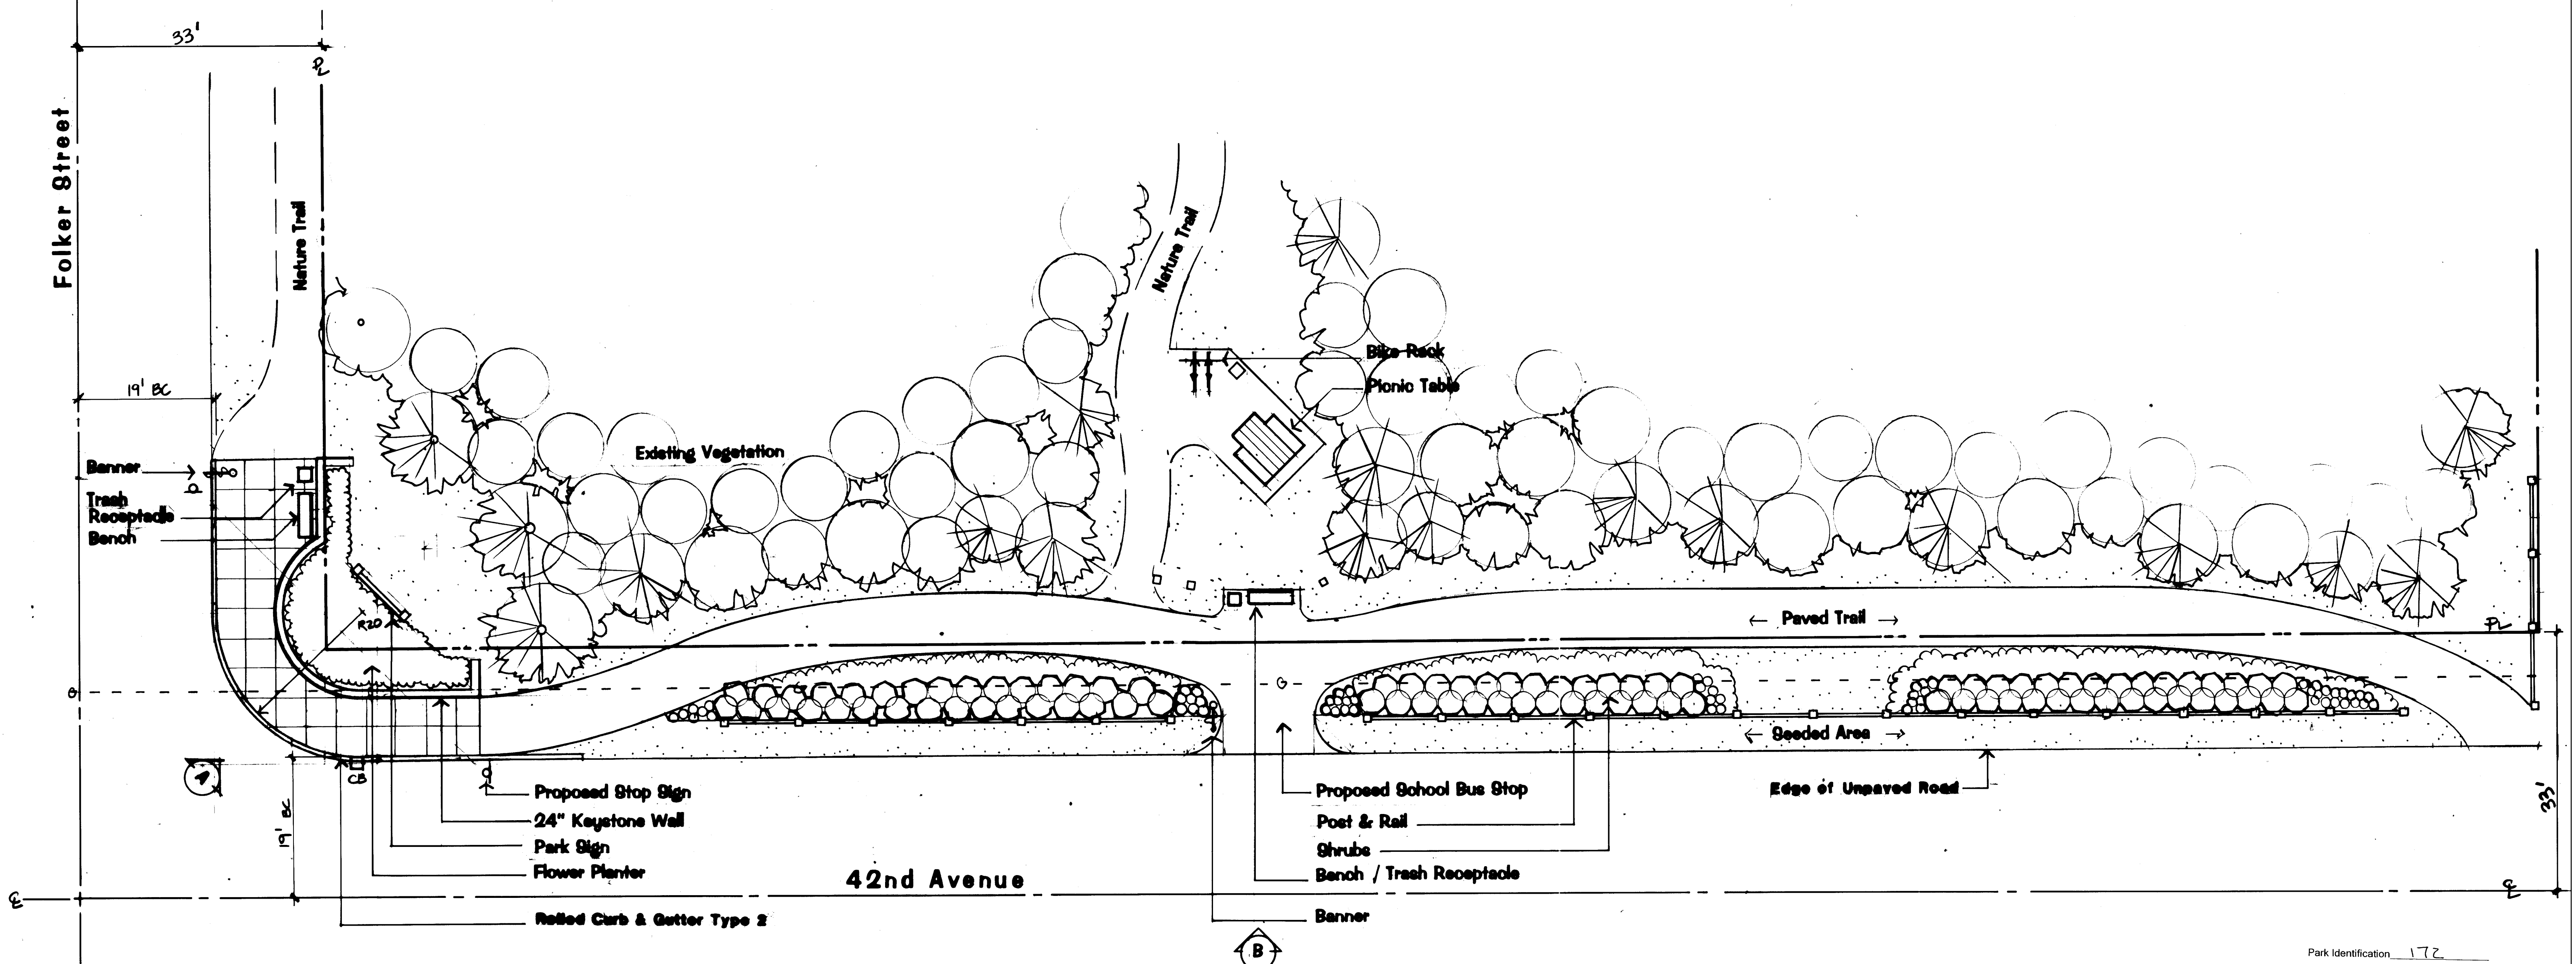 33'
PL
Folker Street
Nature Trail
Nature Trail
19' BC
Bike Rack
Picnic Table
Existing Vegetation
Banner
Trash
Receptacle
Bench
R20
Paved Trail
PL
G
G
Seeded Area
CB
A
Proposed Stop Sign
24" Keystone Wall
Park Sign
Flower Planter
Rolled Curb & Gutter Type 2
19' BC
Proposed School Bus Stop
Post & Rail
Shrubs
Bench / Trash Receptacle
Banner
Edge of Unpaved Road
33'
42nd Avenue
CL
CL
B
Park Identification 172